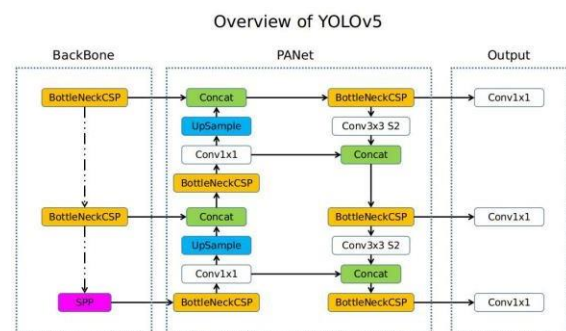 Overview of YOLOv5
BackBone PANet Output
BottleNeckCSP Concat BottleNeckCSP Conv1x1
UpSample Conv3x3 S2
Conv1x1 Concat
BottleNeckCSP
BottleNeckCSP Concat BottleNeckCSP Conv1x1
UpSample Conv3x3 S2
Conv1x1 Concat
SPP BottleNeckCSP BottleNeckCSP Conv1x1